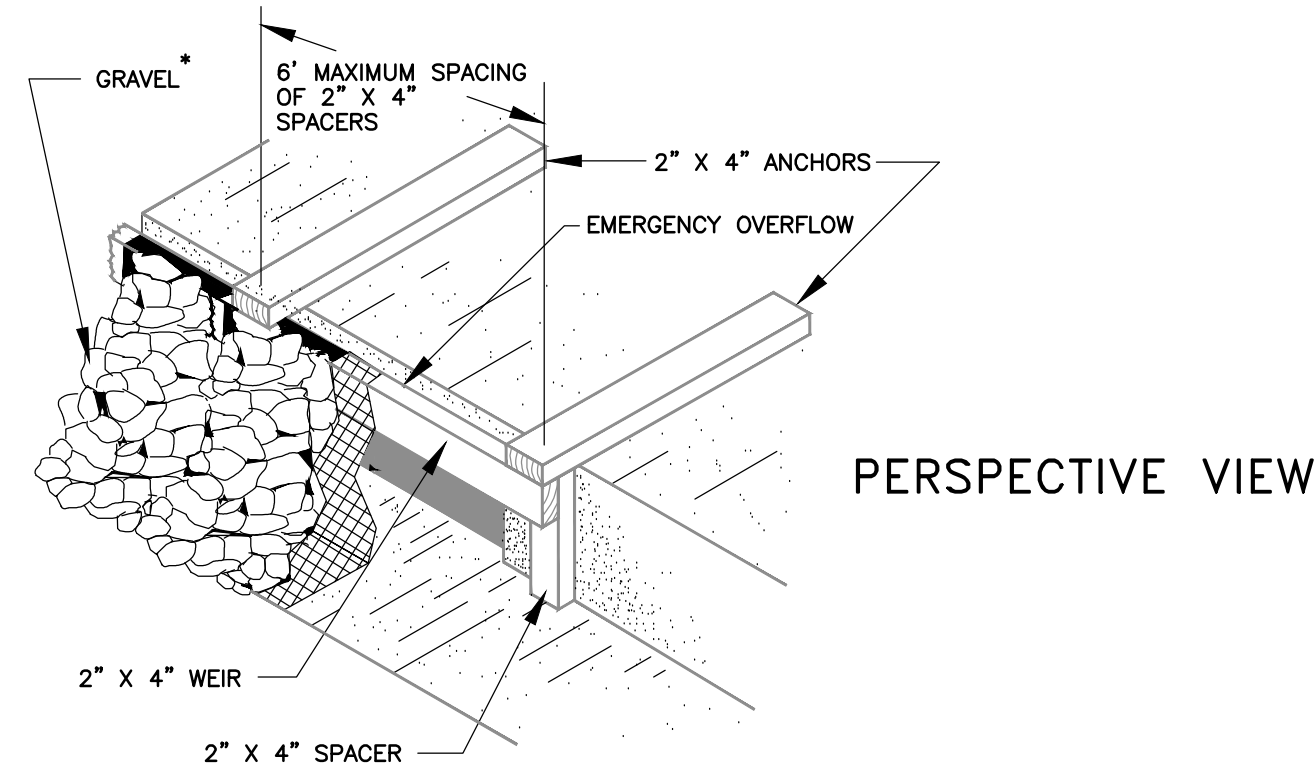 GRAVEL*
6' MAXIMUM SPACING
OF 2" X 4"
SPACERS
2" X 4" ANCHORS
EMERGENCY OVERFLOW
PERSPECTIVE VIEW
2" X 4" WEIR
2" X 4" SPACER